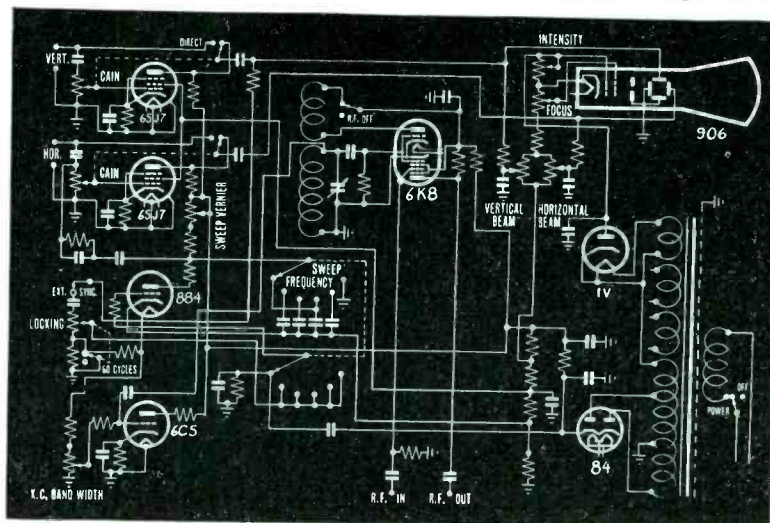 VERT.
GAIN
DIRECT
6SJ7
HOR.
GAIN
6SJ7
SWEEP VERNIER
EXT. SYNC.
884
LOCKING
60 CYCLES
6C5
K.C. BAND WIDTH
R.F. OFF
6K8
SWEEP
FREQUENCY
R.F. IN
R.F. OUT
INTENSITY
FOCUS
906
VERTICAL
BEAM
HORIZONTAL
BEAM
1V
84
OFF
POWER